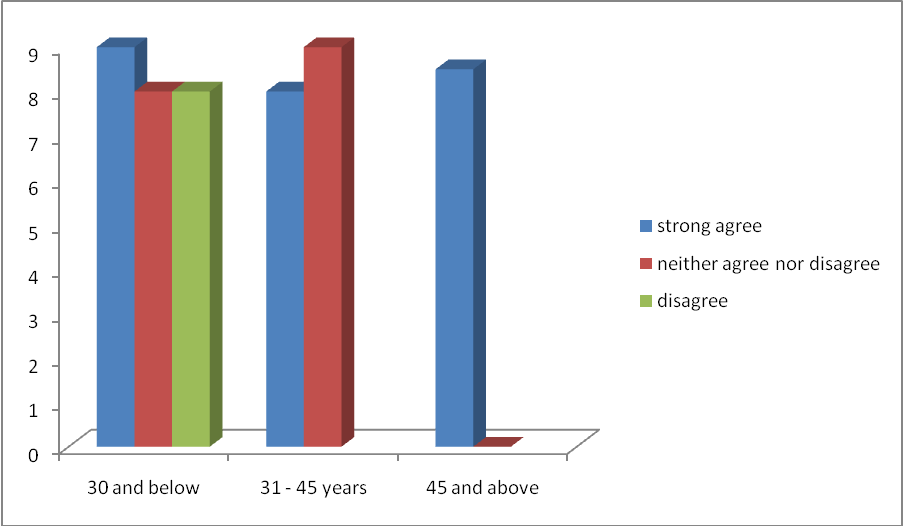 9
8
7
6
5
4
3
2
1
0
30 and below 31 - 45 years 45 and above
strong agree
neither agree nor disagree
disagree